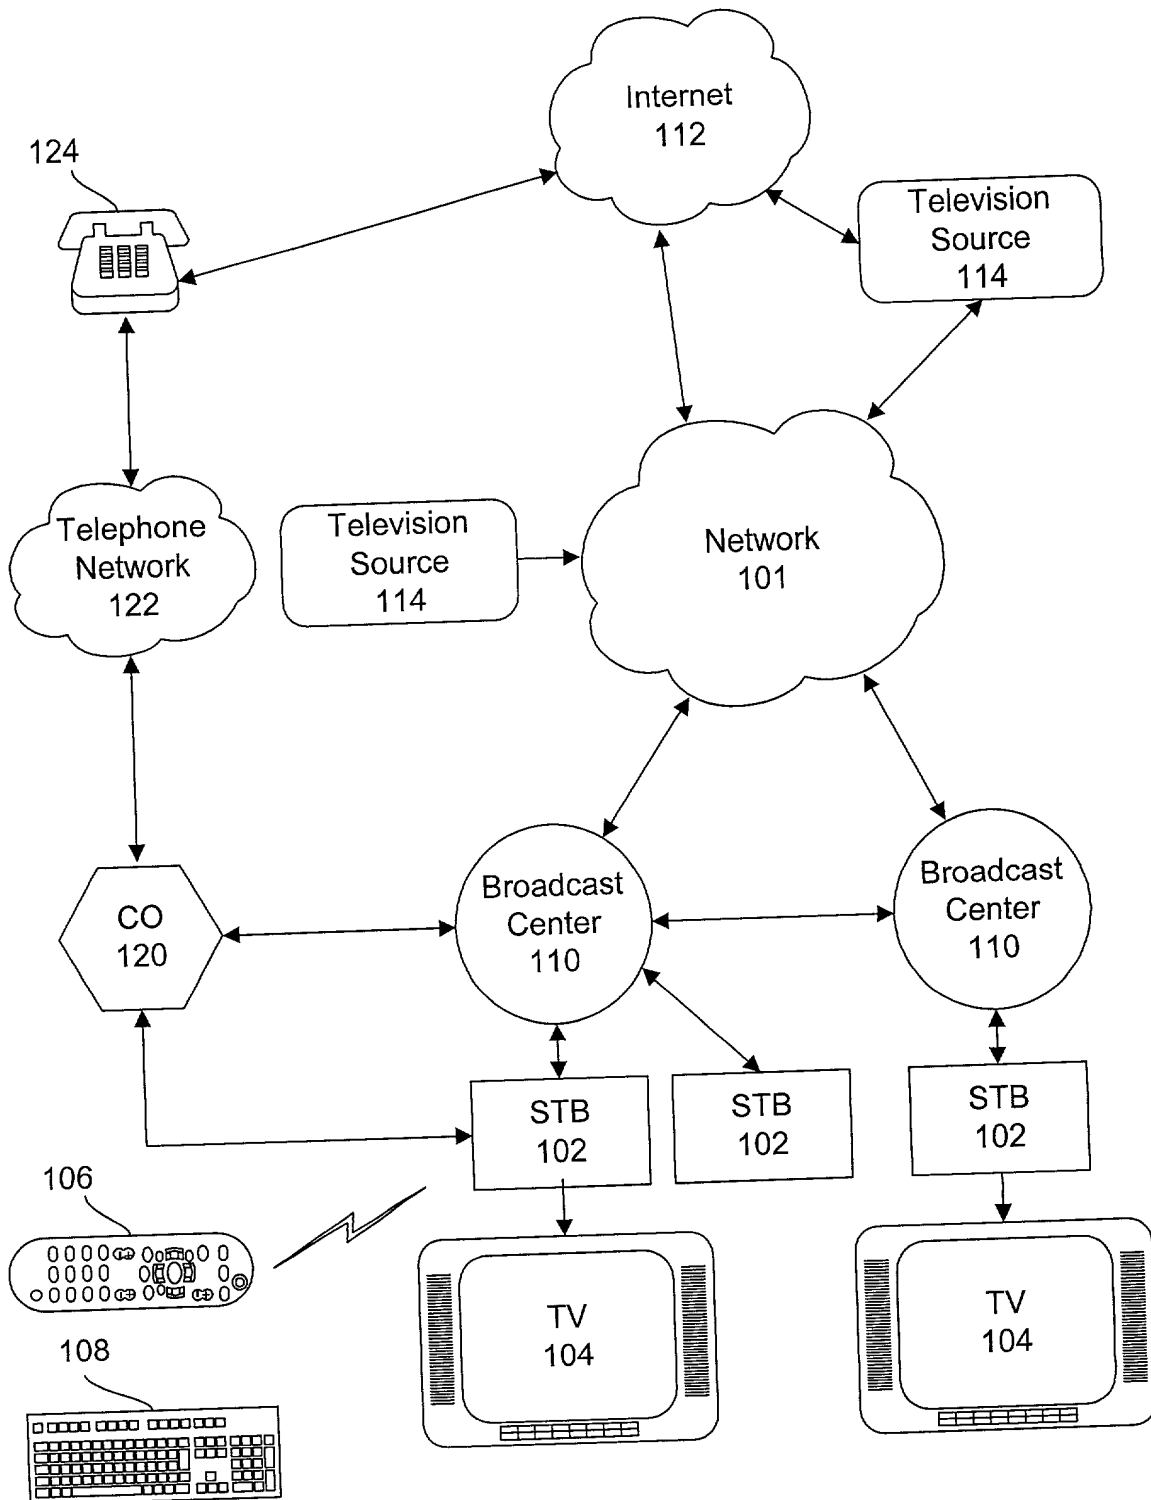 Internet
112
124
Television
Source
114
Telephone
Network
122
Television
Source
114
Network
101
CO
120
Broadcast
Center
110
Broadcast
Center
110
STB
102
STB
102
STB
102
106
TV
104
TV
104
108